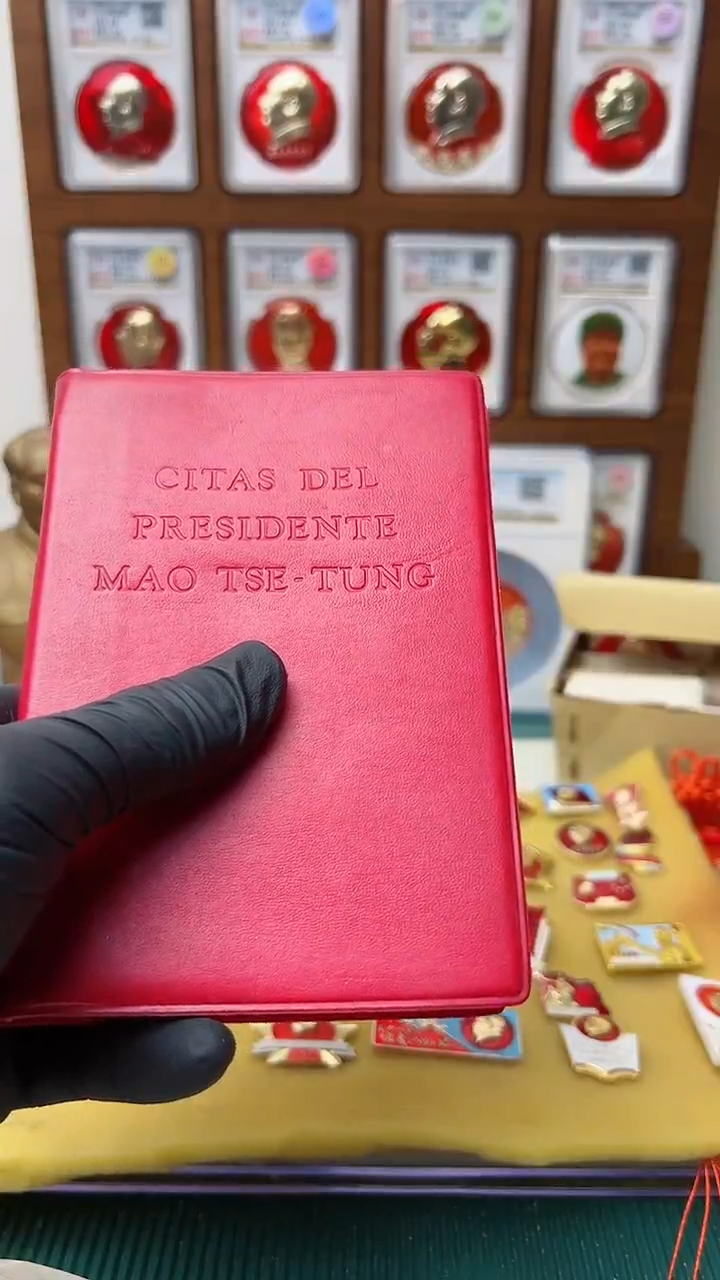 CITAS DEL
PRESIDENTE
MAO TSE-TUNG